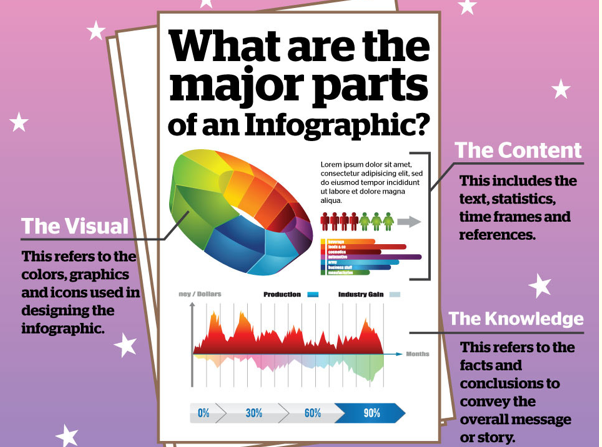 What are the
major parts
of an Infographic?
The Visual
This refers to the
colors, graphics
and icons used in
designing the
infographic.
Lorem ipsum dolor sit amet,
consectetur adipisicing elit, sed
do eiusmod tempor incididunt
ut labore et dolore magna
aliqua.
The Content
This includes the
text, statistics,
time frames and
references.
noy / Dollars
Production
Industry Gain
Months
0%
30%
60%
90%
The Knowledge
This refers to the
facts and
conclusions to
convey the
overall message
or story.